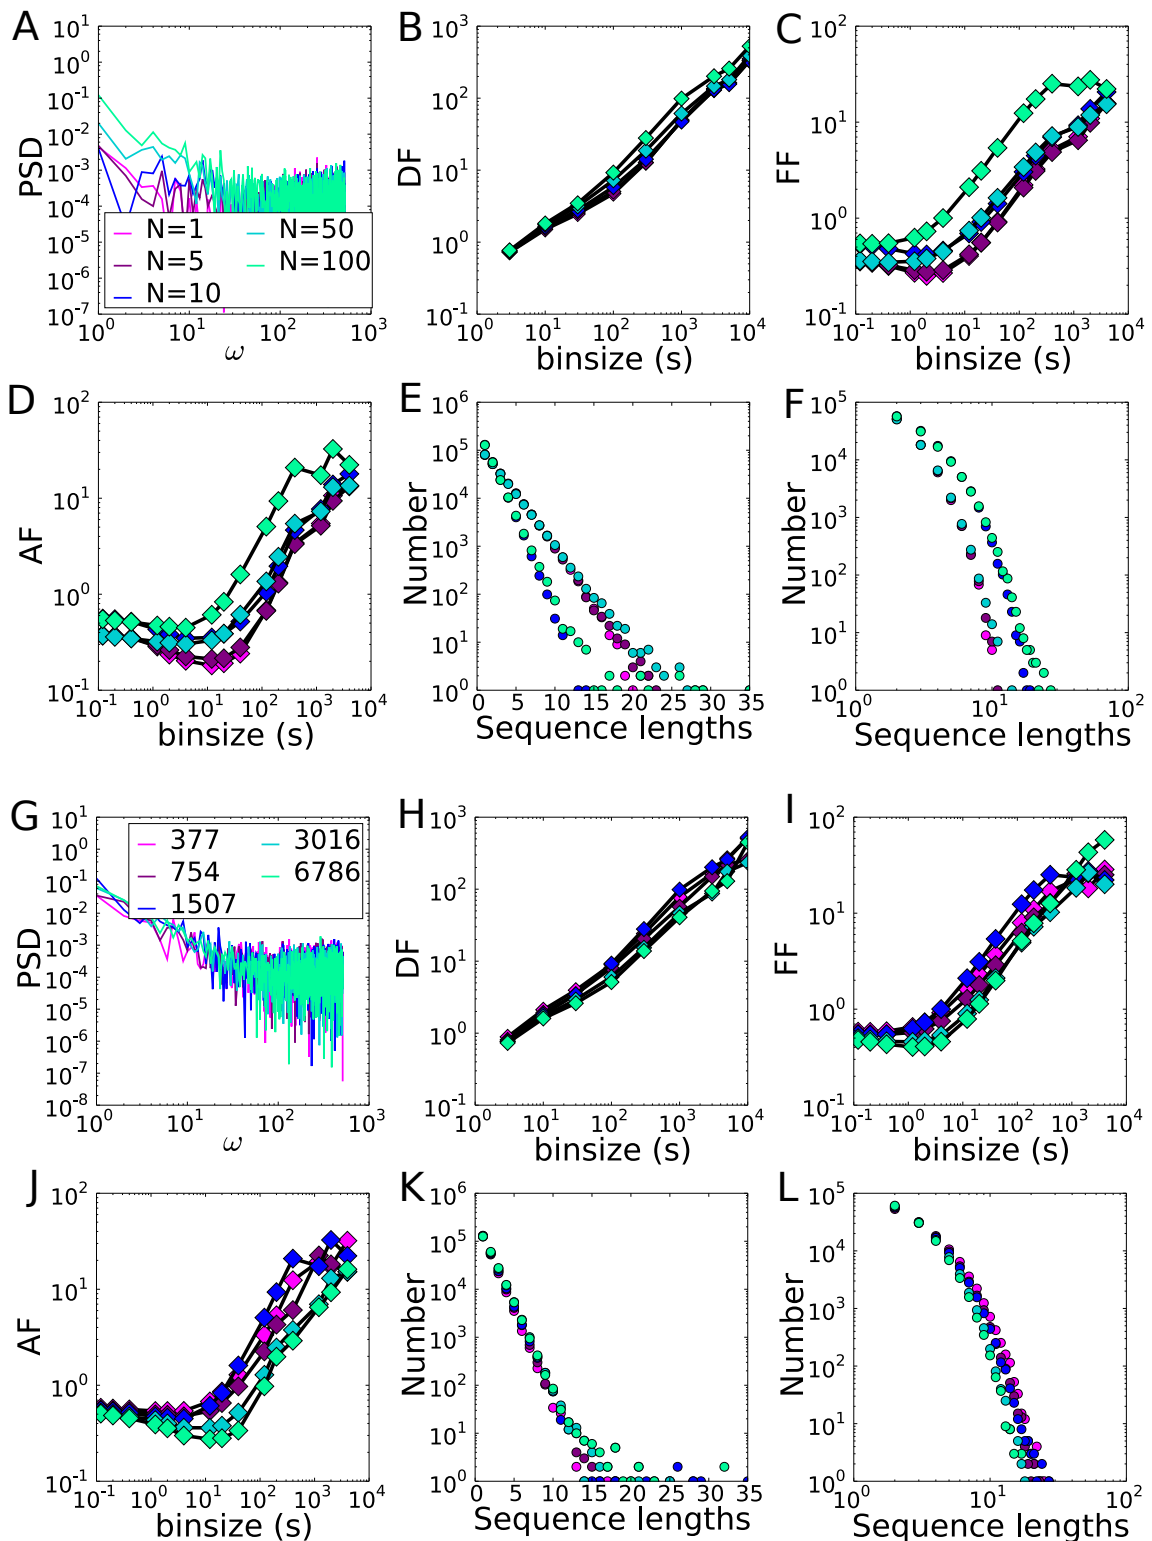 A
PSD
10^1
10^0
10^-1
10^-2
10^-3
10^-4
10^-5
10^-6
10^-7
N=1
N=5
N=10
N=50
N=100
10^0 10^1 10^2 10^3
ω
B
DF
10^3
10^2
10^1
10^0
10^-1
10^0 10^1 10^2 10^3 10^4
binsize (s)
C
FF
10^2
10^1
10^0
10^-1
10^-1 10^0 10^1 10^2 10^3 10^4
binsize (s)
D
AF
10^2
10^1
10^0
10^-1
10^-1 10^0 10^1 10^2 10^3 10^4
binsize (s)
E
Number
10^6
10^5
10^4
10^3
10^2
10^1
10^0
0 5 10 15 20 25 30 35
Sequence lengths
F
Number
10^5
10^4
10^3
10^2
10^1
10^0
10^0 10^1 10^2
Sequence lengths
G
PSD
10^1
10^0
10^-1
10^-2
10^-3
10^-4
10^-5
10^-6
10^-7
10^-8
377
754
1507
3016
6786
10^0 10^1 10^2 10^3
ω
H
DF
10^3
10^2
10^1
10^0
10^-1
10^0 10^1 10^2 10^3 10^4
binsize (s)
I
FF
10^2
10^1
10^0
10^-1
10^-1 10^0 10^1 10^2 10^3 10^4
binsize (s)
J
AF
10^2
10^1
10^0
10^-1
10^-1 10^0 10^1 10^2 10^3 10^4
binsize (s)
K
Number
10^6
10^5
10^4
10^3
10^2
10^1
10^0
0 5 10 15 20 25 30 35
Sequence lengths
L
Number
10^5
10^4
10^3
10^2
10^1
10^0
10^0 10^1 10^2
Sequence lengths